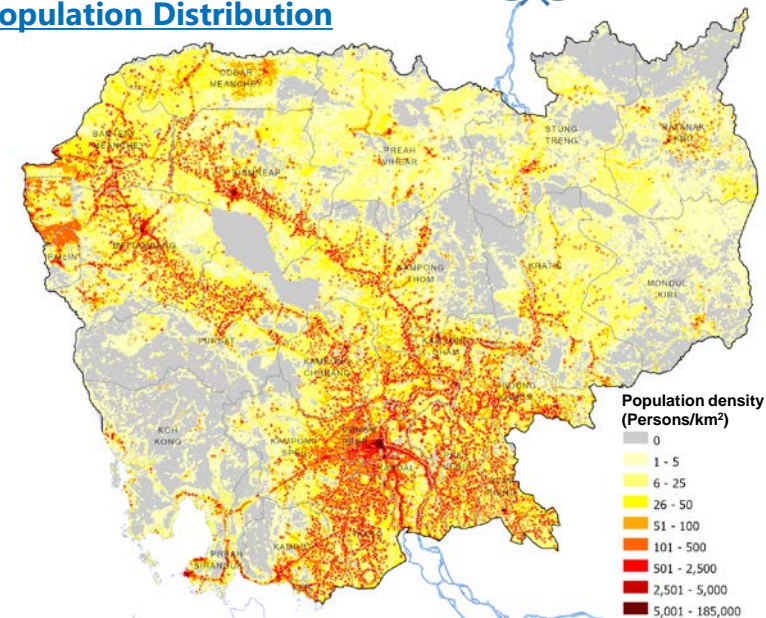 opulation Distribution
ODDAR
MEANCHEY
BANTEAY
MEANCHEY
STUNG
TRENG
RATANAK
KIRI
PREAH
VIHEAR
SIEMREAP
BATTAMBANG
PAILIN
KAMPONG
THOM
KRATIE
MONDUL
KIRI
PURSAT
KAMPONG
CHHNANG
KAMPONG
CHAM
KOH
KONG
KAMPONG
SPEU
PREAH
SIHANOUK
Population density
(Persons/km²)
0
1 - 5
6 - 25
26 - 50
51 - 100
101 - 500
501 - 2,500
2,501 - 5,000
5,001 - 185,000